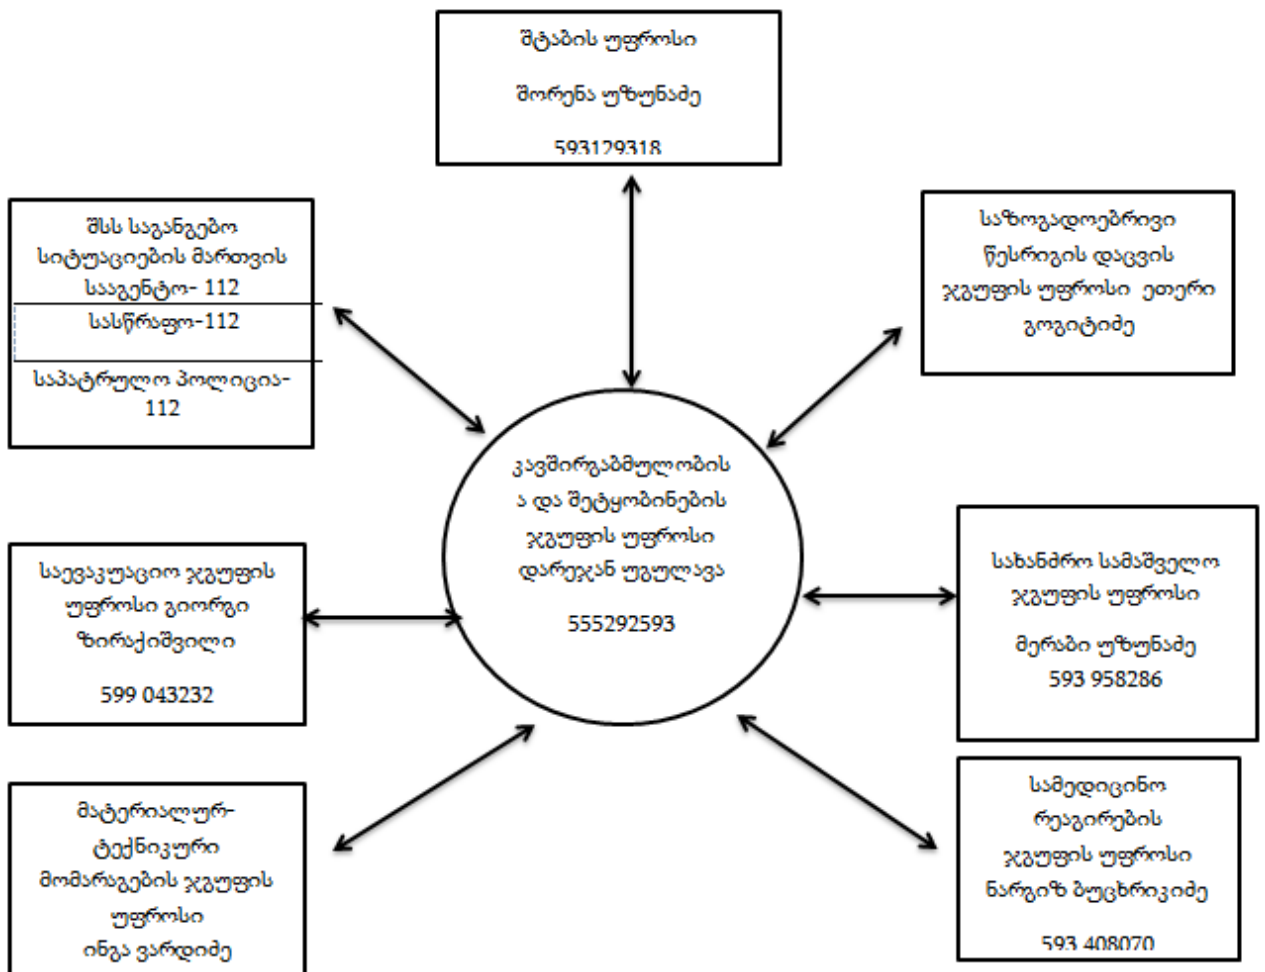 შტაბის უფროსი
შორენა უზუნაძე
593129318
შსს საგანგებო
სიტუაციების მართვის
სააგენტო- 112
სასწრაფო-112
საპატრულო პოლიცია-
112
საზოგადოებრივი
წესრიგის დაცვის
ჯგუფის უფროსი ეთერი
გოგიტიძე
კავშირგაბმულობის
ა და შეტყობინების
ჯგუფის უფროსი
დარეჯან უგულავა
555292593
საევაკუაციო ჯგუფის
უფროსი გიორგი
ზირაქიშვილი
599 043232
სახანძრო სამაშველო
ჯგუფის უფროსი
მერაბი უზუნაძე
593 958286
მატერიალურ-
ტექნიკური
მომარაგების ჯგუფის
უფროსი
ინგა ვარდიძე
სამედიცინო
რეაგირების
ჯგუფის უფროსი
ნარგიზ ბუცხრიკიძე
593 408070